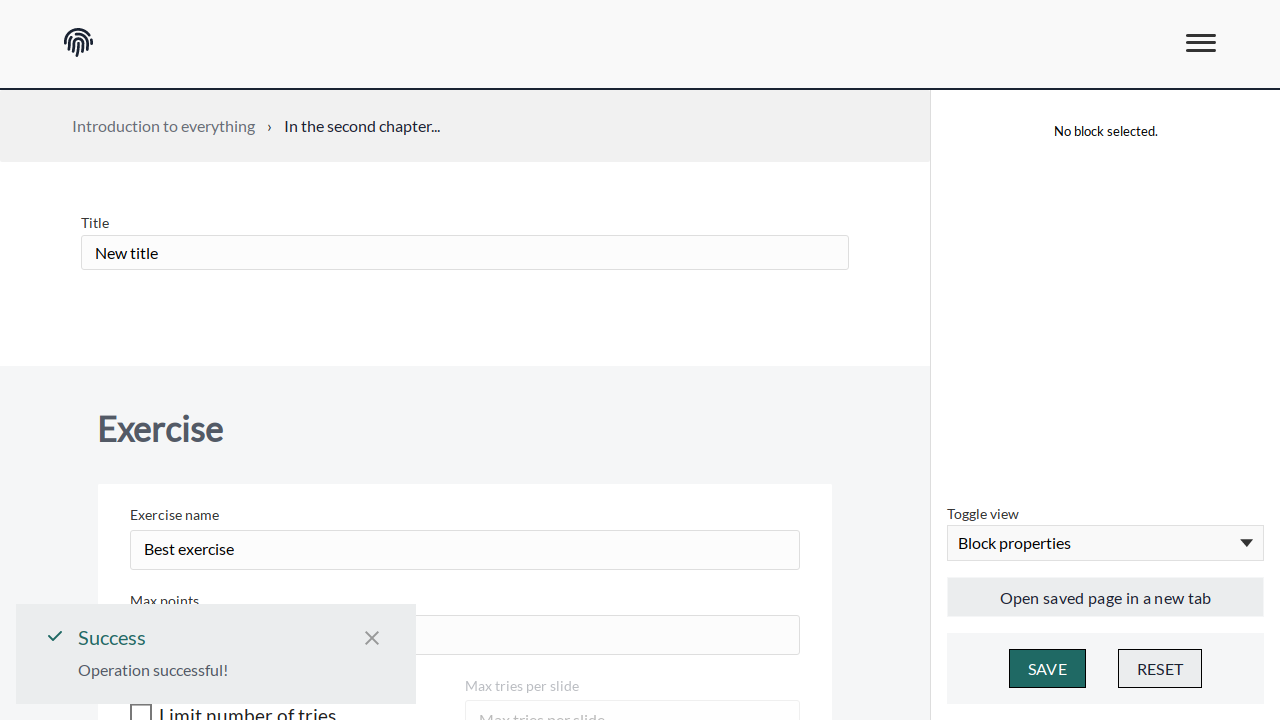 Introduction to everything › In the second chapter...
No block selected.
Title
New title
Exercise
Exercise name
Best exercise
Max points
Success
Operation successful!
Max tries per slide
Limit number of tries
Max tries per slide
Toggle view
Block properties
Open saved page in a new tab
SAVE
RESET